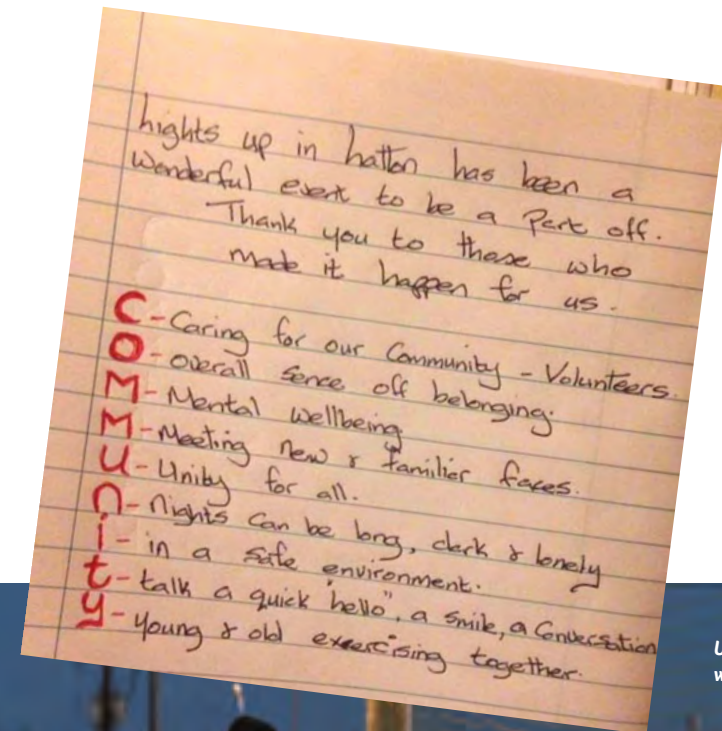 hights up in hatton has been a
wonderful event to be a Part off.
Thank you to those who
made it happen for us.
C - Caring for our Community - Volunteers.
O - overall sence off belonging.
M - Mental wellbeing
M - Meeting new & familier faces.
U - Unity for all.
n - nights can be long, dark & lonely
i - in a safe environment.
t - talk a quick "hello", a smile, a Conversation
y - young & old exercising together.